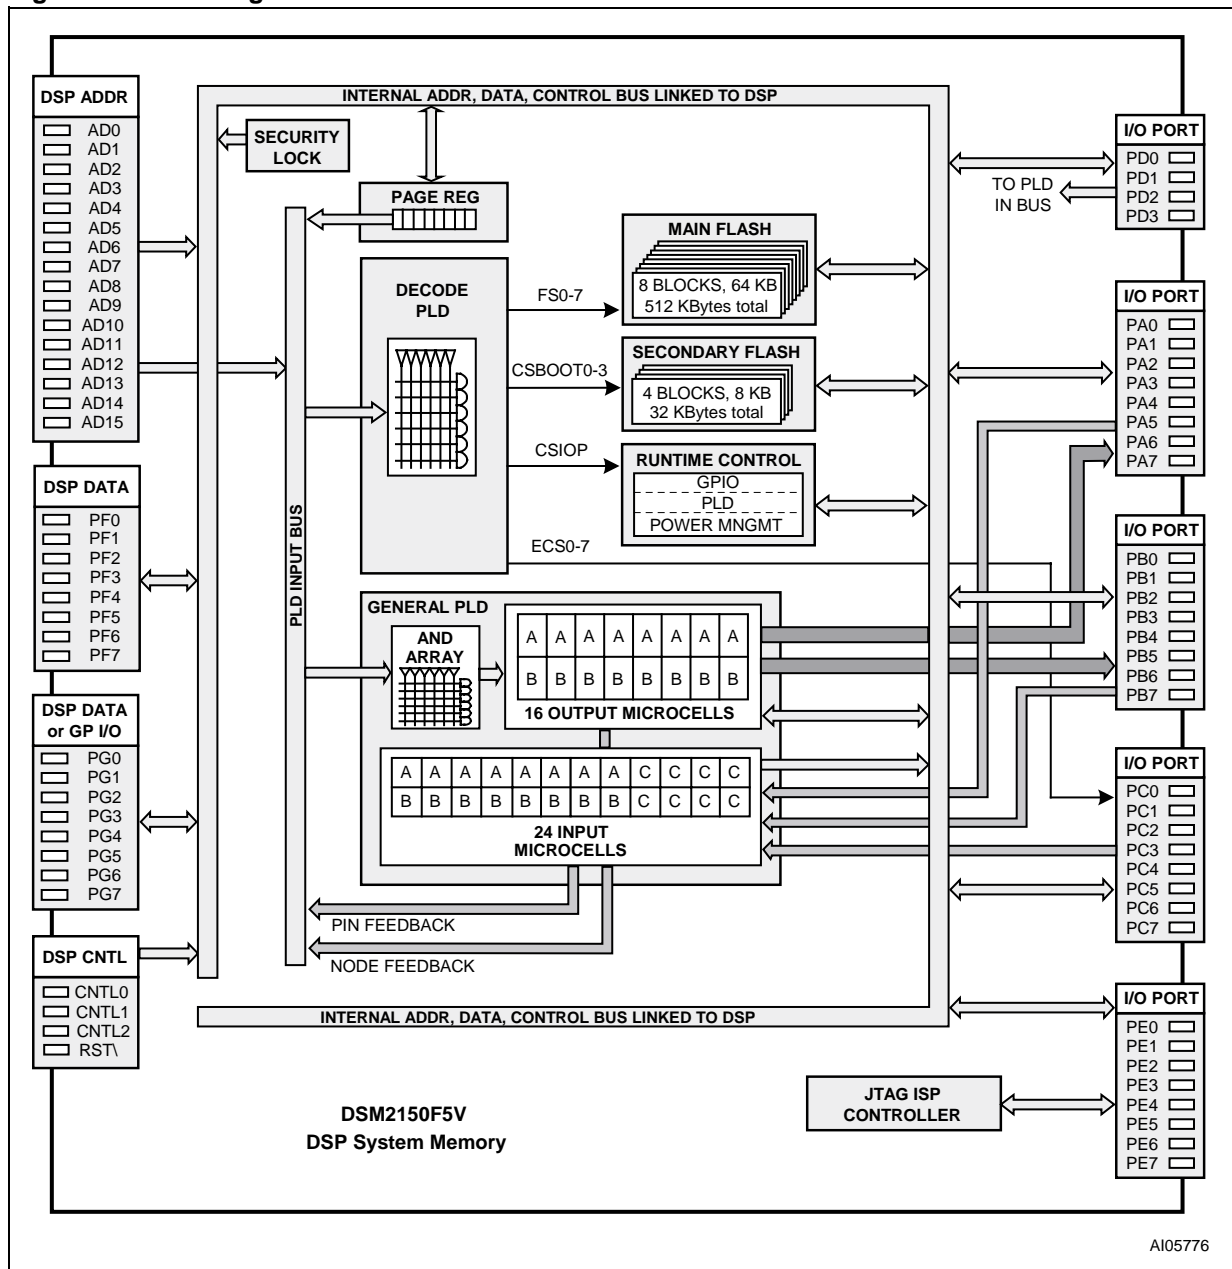 DSP ADDR
AD0
AD1
AD2
AD3
AD4
AD5
AD6
AD7
AD8
AD9
AD10
AD11
AD12
AD13
AD14
AD15
DSP DATA
PF0
PF1
PF2
PF3
PF4
PF5
PF6
PF7
DSP DATA
or GP I/O
PG0
PG1
PG2
PG3
PG4
PG5
PG6
PG7
DSP CNTL
CNTL0
CNTL1
CNTL2
RST\
INTERNAL ADDR, DATA, CONTROL BUS LINKED TO DSP
SECURITY
LOCK
PAGE REG
PLD INPUT BUS
DECODE
PLD
FS0-7
CSBOOT0-3
CSIOP
ECS0-7
MAIN FLASH
8 BLOCKS, 64 KB
512 KBytes total
SECONDARY FLASH
4 BLOCKS, 8 KB
32 KBytes total
RUNTIME CONTROL
GPIO
PLD
POWER MNGMT
GENERAL PLD
AND
ARRAY
A A A A A A A A
B B B B B B B B
16 OUTPUT MICROCELLS
A A A A A A A A C C C C
B B B B B B B B C C C C
24 INPUT
MICROCELLS
PIN FEEDBACK
NODE FEEDBACK
INTERNAL ADDR, DATA, CONTROL BUS LINKED TO DSP
I/O PORT
PD0
PD1
PD2
PD3
TO PLD
IN BUS
I/O PORT
PA0
PA1
PA2
PA3
PA4
PA5
PA6
PA7
I/O PORT
PB0
PB1
PB2
PB3
PB4
PB5
PB6
PB7
I/O PORT
PC0
PC1
PC2
PC3
PC4
PC5
PC6
PC7
I/O PORT
PE0
PE1
PE2
PE3
PE4
PE5
PE6
PE7
JTAG ISP
CONTROLLER
DSM2150F5V
DSP System Memory
AI05776